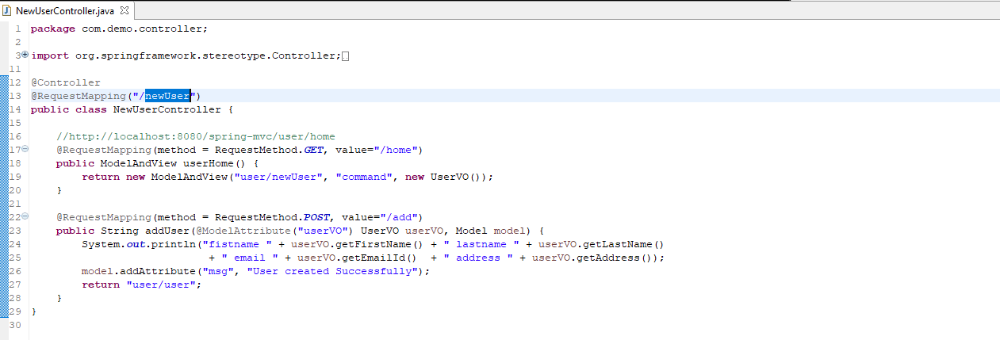 NewUserController.java
1 package com.demo.controller;
2
3 import org.springframework.stereotype.Controller;
11
12 @Controller
13 @RequestMapping("/newUser")
14 public class NewUserController {
15
16 //http://localhost:8080/spring-mvc/user/home
17 @RequestMapping(method = RequestMethod.GET, value="/home")
18 public ModelAndView userHome() {
19 return new ModelAndView("user/newUser", "command", new UserVO());
20 }
21
22 @RequestMapping(method = RequestMethod.POST, value="/add")
23 public String addUser(@ModelAttribute("userVO") UserVO userVO, Model model) {
24 System.out.println("fistname " + userVO.getFirstName() + " lastname " + userVO.getLastName()
25 + " email " + userVO.getEmailId()  + " address " + userVO.getAddress());
26 model.addAttribute("msg", "User created Successfully");
27 return "user/user";
28 }
29 }
30